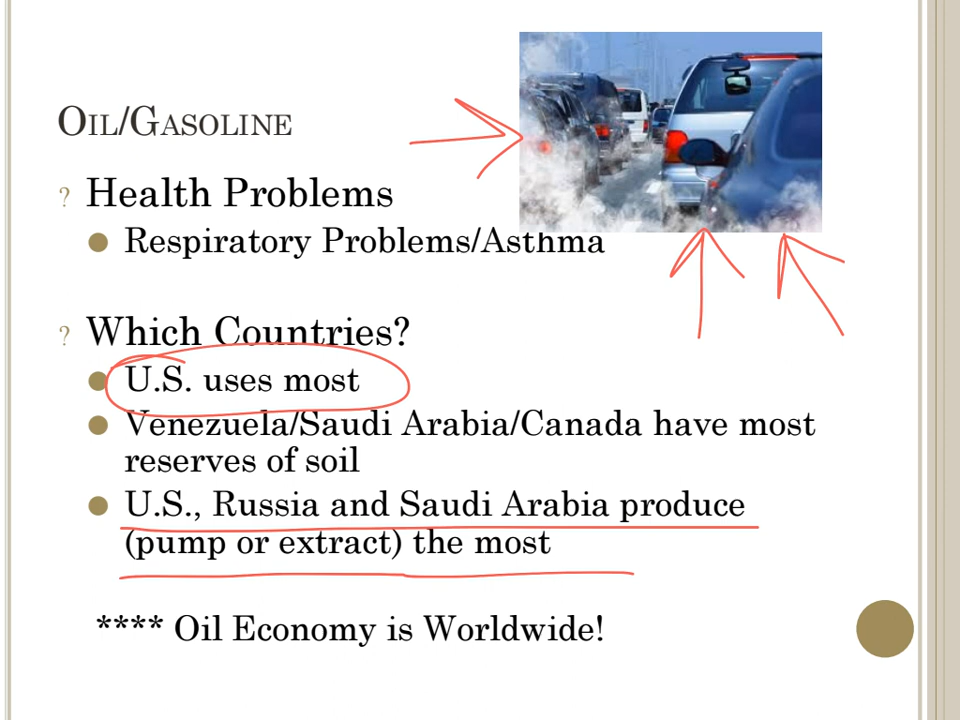 OIL/GASOLINE
? Health Problems
Respiratory Problems/Asthma
? Which Countries?
U.S. uses most
Venezuela/Saudi Arabia/Canada have most
reserves of soil
U.S., Russia and Saudi Arabia produce
(pump or extract) the most
**** Oil Economy is Worldwide!